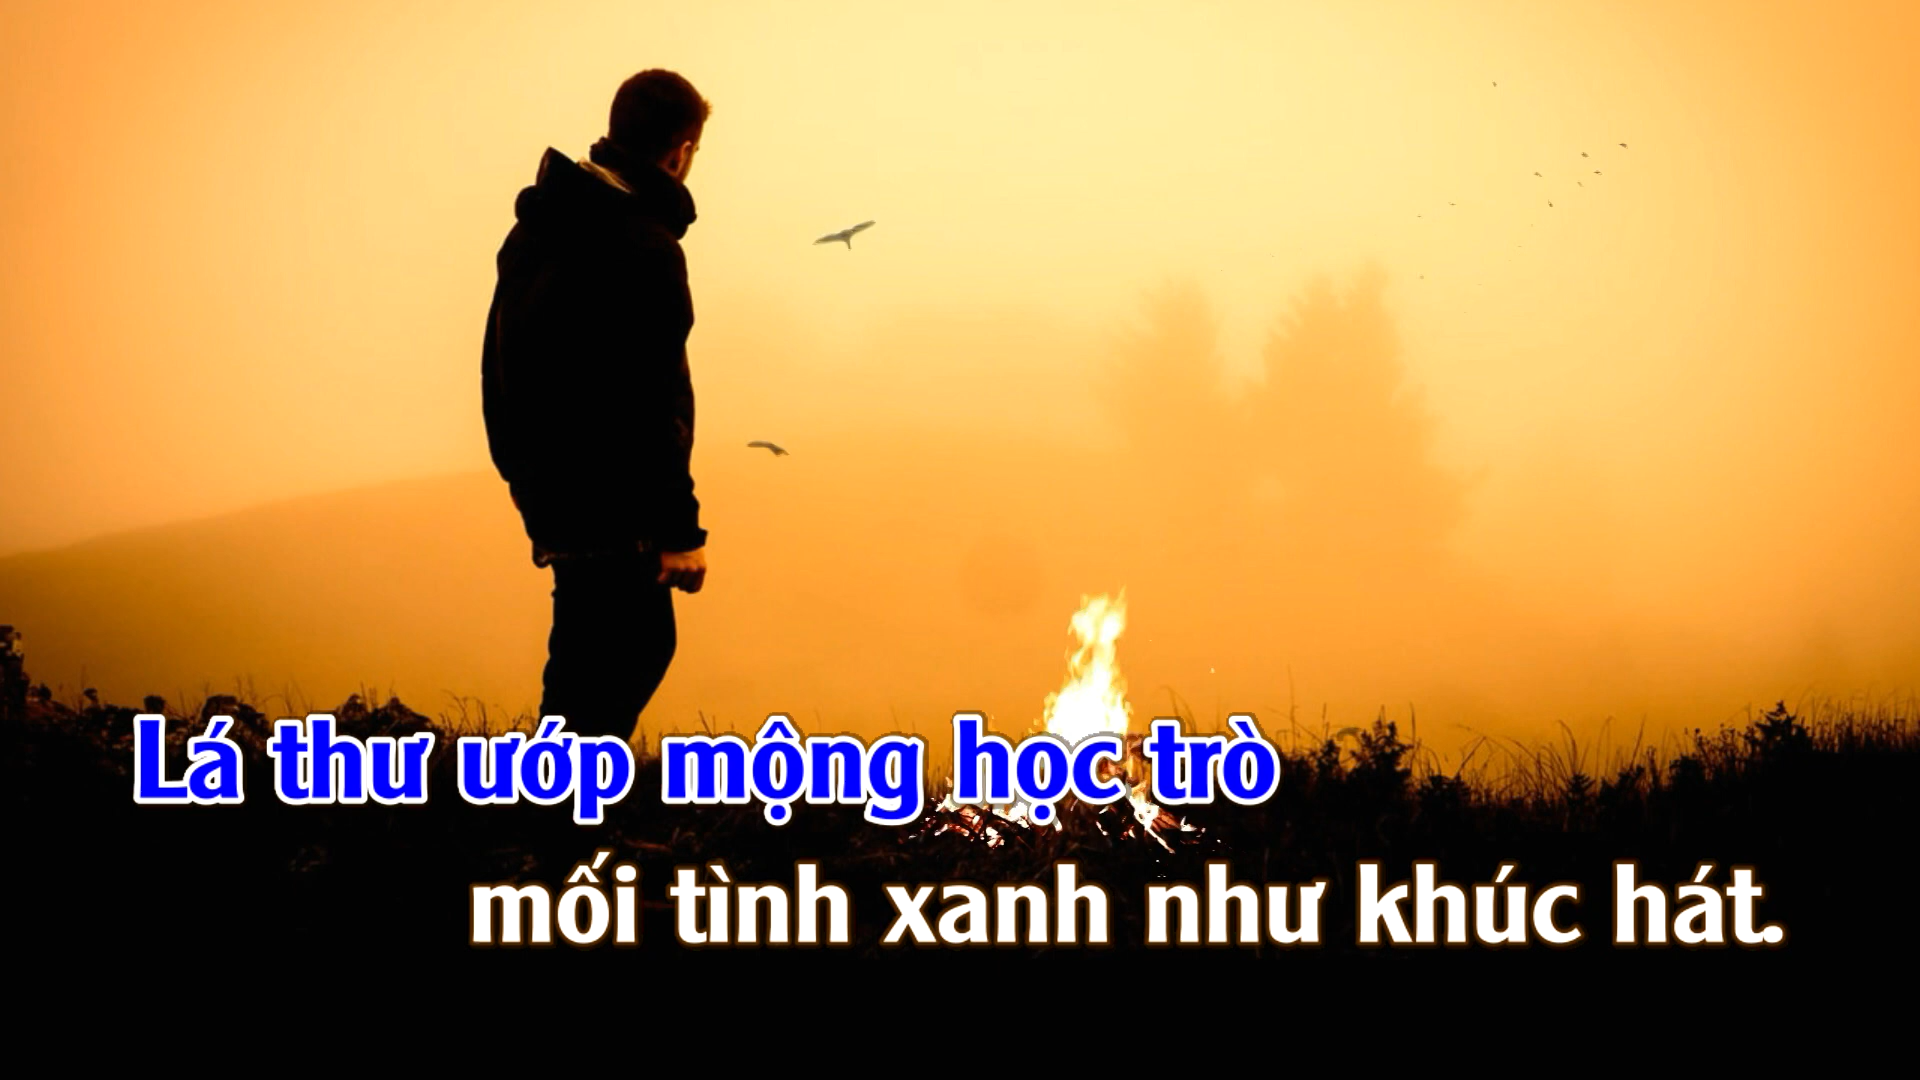 Lá thư ướp mộng học trò
mối tình xanh như khúc hát.